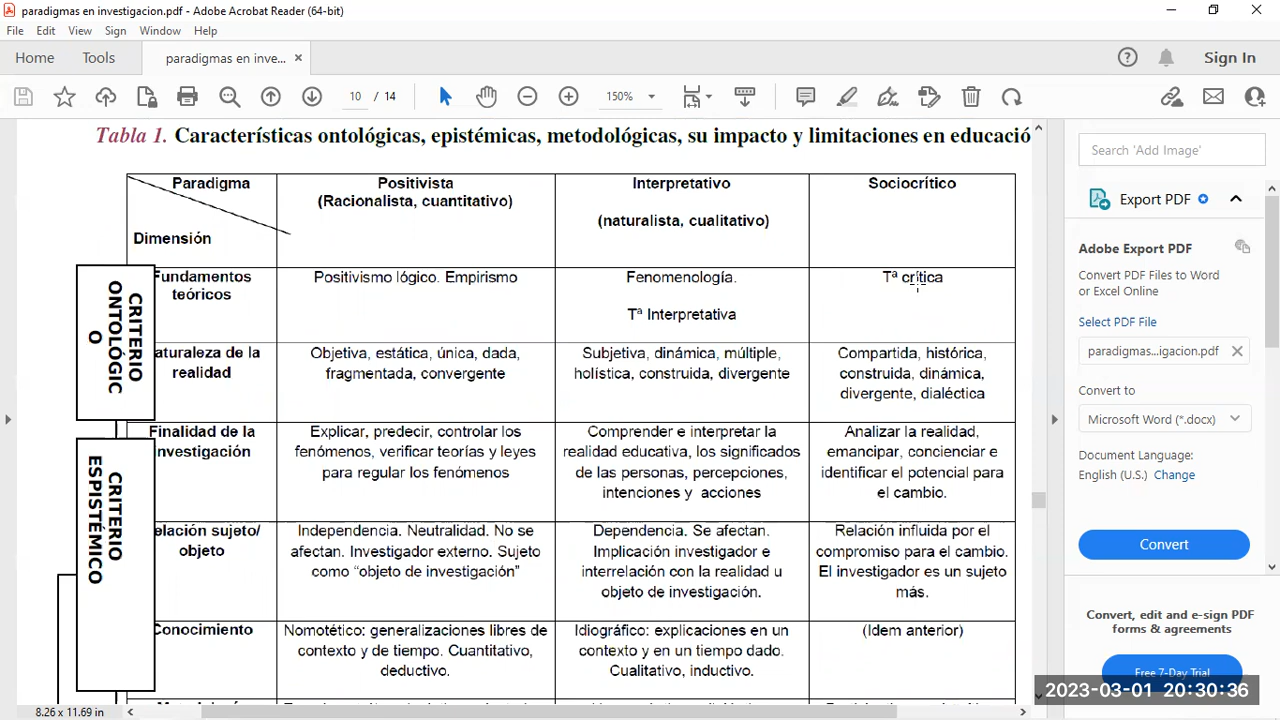 paradigmas en investigacion.pdf - Adobe Acrobat Reader (64-bit)
File Edit View Sign Window Help
Home Tools paradigmas en inve... Sign In
10 / 14 150%
Tabla 1. Características ontológicas, epistémicas, metodológicas, su impacto y limitaciones en educació
Paradigma
Dimensión
Positivista
(Racionalista, cuantitativo)
Interpretativo
(naturalista, cualitativo)
Sociocrítico
CRITERIO
ONTOLÓGIC
O
Fundamentos
teóricos
Positivismo lógico. Empirismo
Fenomenología.
Tª Interpretativa
Tª crítica
aturaleza de la
realidad
Objetiva, estática, única, dada,
fragmentada, convergente
Subjetiva, dinámica, múltiple,
holística, construida, divergente
Compartida, histórica,
construida, dinámica,
divergente, dialéctica
CRITERIO
ESPISTÉMICO
Finalidad de la
investigación
Explicar, predecir, controlar los
fenómenos, verificar teorías y leyes
para regular los fenómenos
Comprender e interpretar la
realidad educativa, los significados
de las personas, percepciones,
intenciones y acciones
Analizar la realidad,
emancipar, concienciar e
identificar el potencial para
el cambio.
elación sujeto/
objeto
Independencia. Neutralidad. No se
afectan. Investigador externo. Sujeto
como “objeto de investigación”
Dependencia. Se afectan.
Implicación investigador e
interrelación con la realidad u
objeto de investigación.
Relación influida por el
compromiso para el cambio.
El investigador es un sujeto
más.
Conocimiento
Nomotético: generalizaciones libres de
contexto y de tiempo. Cuantitativo,
deductivo.
Idiográfico: explicaciones en un
contexto y en un tiempo dado.
Cualitativo, inductivo.
(Idem anterior)
8.26 x 11.69 in
Search 'Add Image'
Export PDF
Adobe Export PDF
Convert PDF Files to Word
or Excel Online
Select PDF File
paradigmas...igacion.pdf
Convert to
Microsoft Word (*.docx)
Document Language:
English (U.S.) Change
Convert
Convert, edit and e-sign PDF
forms & agreements
Free 7-Day Trial
2023-03-01 20:30:36